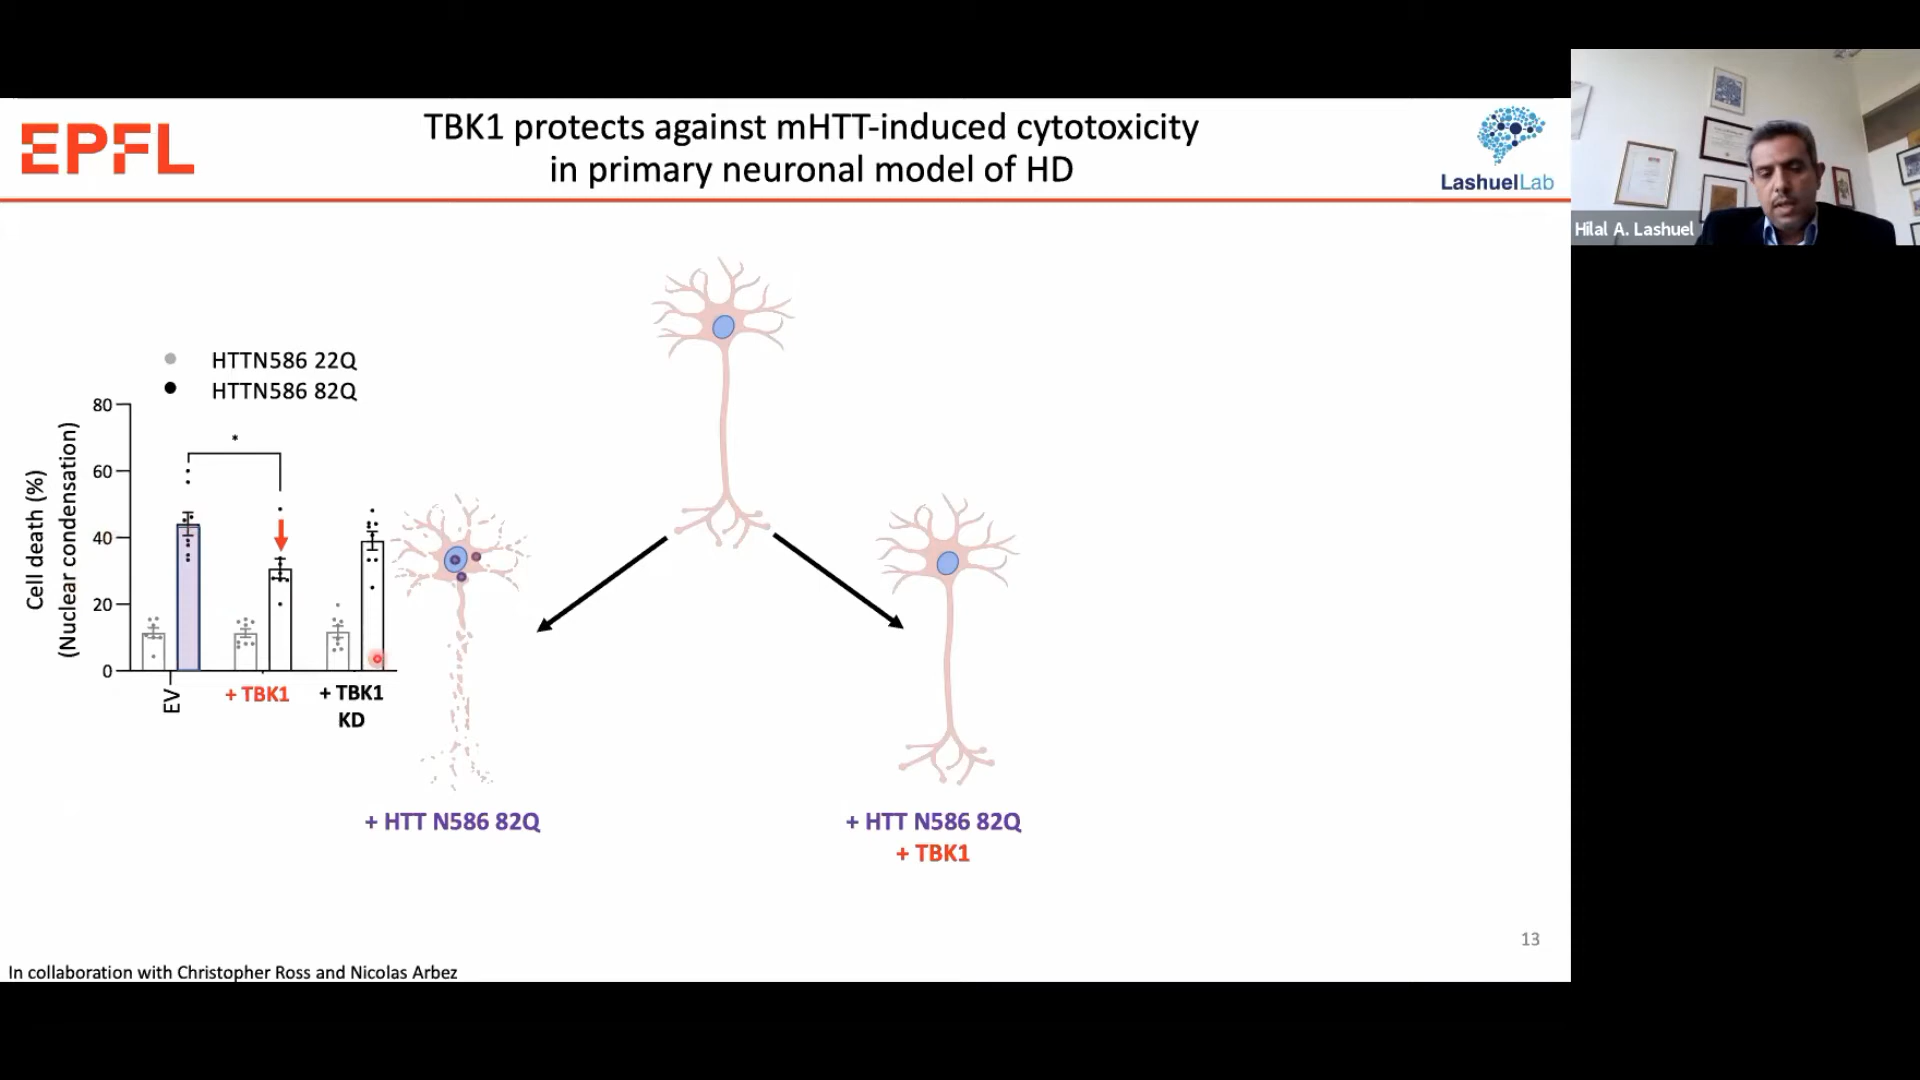 EPFL
TBK1 protects against mHTT-induced cytotoxicity
in primary neuronal model of HD
LashuelLab
Hilal A. Lashuel
HTTN586 22Q
HTTN586 82Q
Cell death (%)
(Nuclear condensation)
80
60
40
20
0
*
EV
+ TBK1
+ TBK1
KD
+ HTT N586 82Q
+ HTT N586 82Q
+ TBK1
13
In collaboration with Christopher Ross and Nicolas Arbez